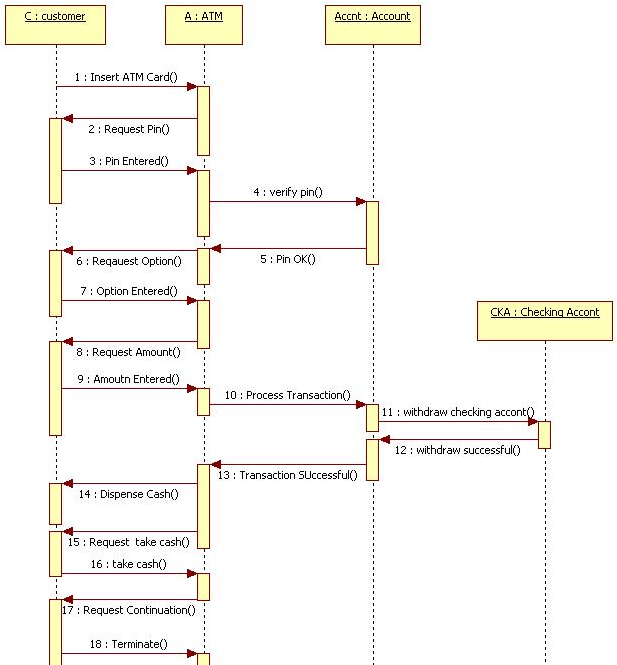 C : customer
A : ATM
Accnt : Account
1 : Insert ATM Card()
2 : Request Pin()
3 : Pin Entered()
4 : verify pin()
5 : Pin OK()
6 : Reqauest Option()
7 : Option Entered()
CKA : Checking Accont
8 : Request Amount()
9 : Amoutn Entered()
10 : Process Transaction()
11 : withdraw checking accont()
12 : withdraw successful()
13 : Transaction SUccessful()
14 : Dispense Cash()
15 : Request  take cash()
16 : take cash()
17 : Request Continuation()
18 : Terminate()